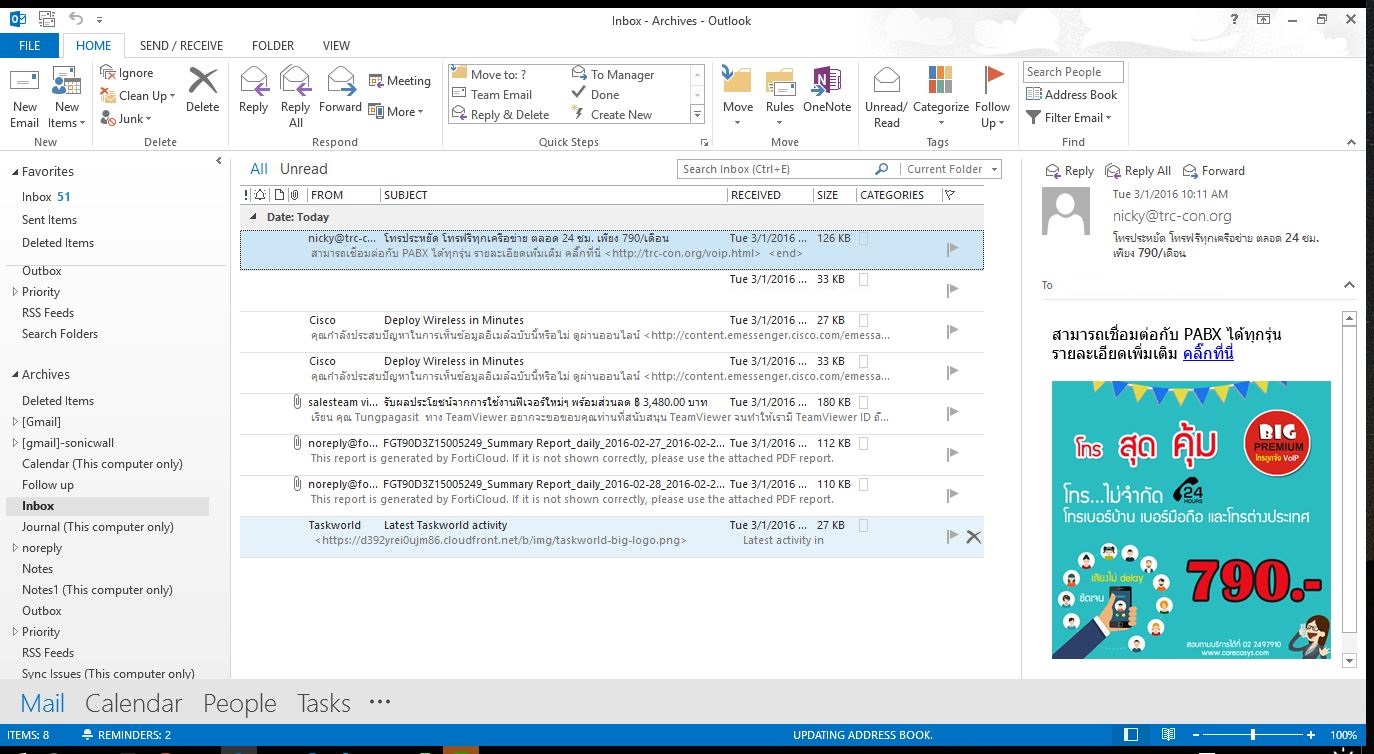 Inbox - Archives - Outlook
FILE HOME SEND / RECEIVE FOLDER VIEW
New Email
New Items
New
Ignore
Clean Up
Junk
Delete
Delete
Reply
Reply All
Forward
Meeting
More
Respond
Move to: ?
Team Email
Reply & Delete
To Manager
Done
Create New
Quick Steps
Move
Rules
OneNote
Move
Unread/ Read
Categorize
Follow Up
Tags
Search People
Address Book
Filter Email
Find
Favorites
Inbox 51
Sent Items
Deleted Items
Outbox
Priority
RSS Feeds
Search Folders
Archives
Deleted Items
[Gmail]
[gmail]-sonicwall
Calendar (This computer only)
Follow up
Inbox
Journal (This computer only)
noreply
Notes
Notes1 (This computer only)
Outbox
Priority
RSS Feeds
Sync Issues (This computer only)
All Unread
Search Inbox (Ctrl+E) Current Folder
! FROM SUBJECT RECEIVED SIZE CATEGORIES
Date: Today
nicky@trc-c... โทรประหยัด โทรฟรีทุกเครือข่าย ตลอด 24 ชม. เพียง 790/เดือน Tue 3/1/2016 ... 126 KB
สามารถเชื่อมต่อกับ PABX ได้ทุกรุ่น รายละเอียดเพิ่มเติม คลิ๊กที่นี่ <http://trc-con.org/voip.html> <end>
Tue 3/1/2016 ... 33 KB
Cisco Deploy Wireless in Minutes Tue 3/1/2016 ... 27 KB
คุณกำลังประสบปัญหาในการเห็นข้อมูลอีเมล์ฉบับนี้หรือไม่ ดูผ่านออนไลน์ <http://content.emessenger.cisco.com/emessa...
Cisco Deploy Wireless in Minutes Tue 3/1/2016 ... 33 KB
คุณกำลังประสบปัญหาในการเห็นข้อมูลอีเมล์ฉบับนี้หรือไม่ ดูผ่านออนไลน์ <http://content.emessenger.cisco.com/emessa...
salesteam vi... รับผลประโยชน์จากการใช้งานฟีเจอร์ใหม่ๆ พร้อมส่วนลด ฿ 3,480.00 บาท Tue 3/1/2016 ... 180 KB
เรียน คุณ Tungpagasit ทาง TeamViewer อยากจะขอขอบคุณท่านที่สนับสนุน TeamViewer จนทำให้เรามี TeamViewer ID ถึ...
noreply@fo... FGT90D3Z15005249_Summary Report_daily_2016-02-27_2016-02-2... Tue 3/1/2016 ... 112 KB
This report is generated by FortiCloud. If it is not shown correctly, please use the attached PDF report.
noreply@fo... FGT90D3Z15005249_Summary Report_daily_2016-02-28_2016-02-2... Tue 3/1/2016 ... 110 KB
This report is generated by FortiCloud. If it is not shown correctly, please use the attached PDF report.
Taskworld Latest Taskworld activity Tue 3/1/2016 ... 27 KB
<https://d392yrei0ujm86.cloudfront.net/b/img/taskworld-big-logo.png> Latest activity in
Reply Reply All Forward
Tue 3/1/2016 10:11 AM
nicky@trc-con.org
โทรประหยัด โทรฟรีทุกเครือข่าย ตลอด 24 ชม.
เพียง 790/เดือน
To
สามารถเชื่อมต่อกับ PABX ได้ทุกรุ่น
รายละเอียดเพิ่มเติม คลิ๊กที่นี่
โทร สุด คุ้ม
BIG
PREMIUM
โทรถูกจัง VoIP
โทร...ไม่จำกัด 24 HOURS
โทรเบอร์บ้าน เบอร์มือถือ และโทรต่างประเทศ
เสียงไม่ delay
ชัดเจน
790.-
สอบถามบริการได้ที่ 02 2497910
www.corecasys.com
Mail Calendar People Tasks ...
ITEMS: 8 REMINDERS: 2 UPDATING ADDRESS BOOK. 100%